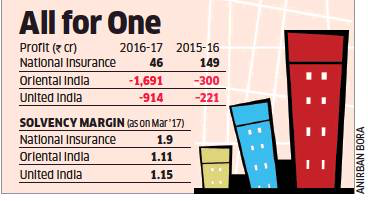 All for One
Profit (₹ cr) 2016-17 2015-16
National Insurance 46 149
Oriental India -1,691 -300
United India -914 -221
SOLVENCY MARGIN (as on Mar '17)
National Insurance 1.9
Oriental India 1.11
United India 1.15
ANIRBAN BORA